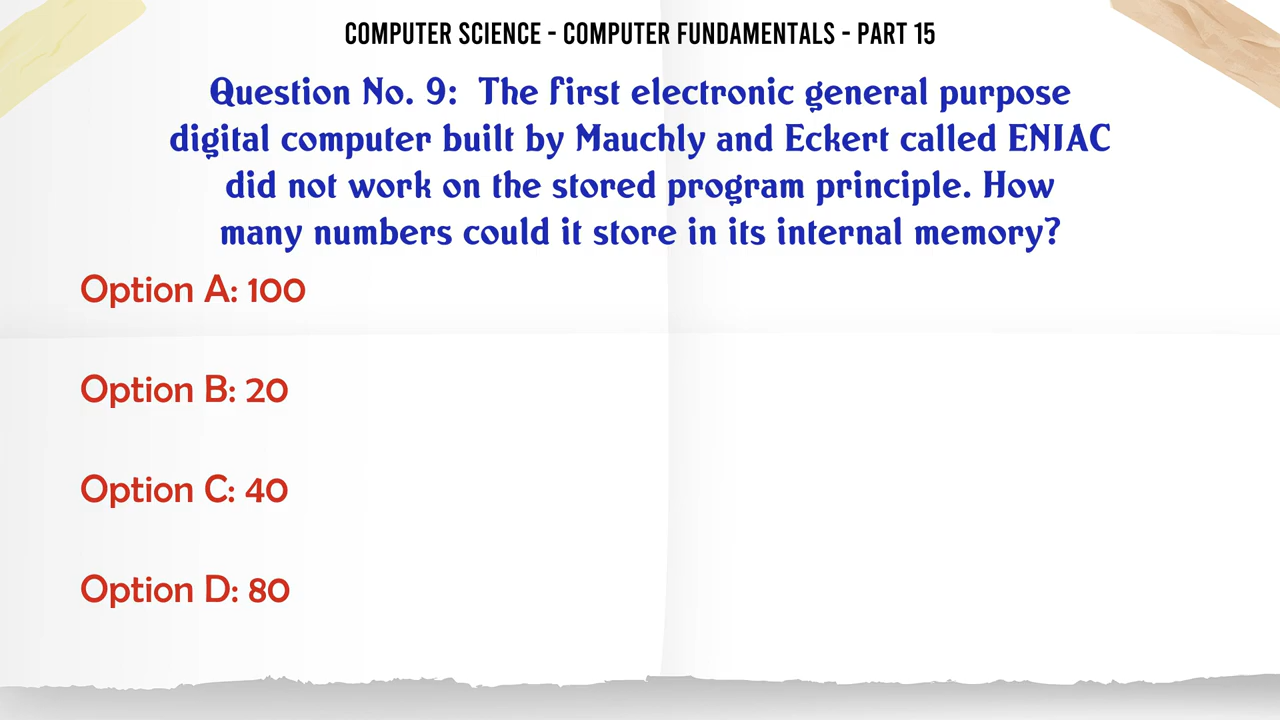 COMPUTER SCIENCE - COMPUTER FUNDAMENTALS - PART 15
Question No. 9: The first electronic general purpose
digital computer built by Mauchly and Eckert called ENIAC
did not work on the stored program principle. How
many numbers could it store in its internal memory?
Option A: 100
Option B: 20
Option C: 40
Option D: 80